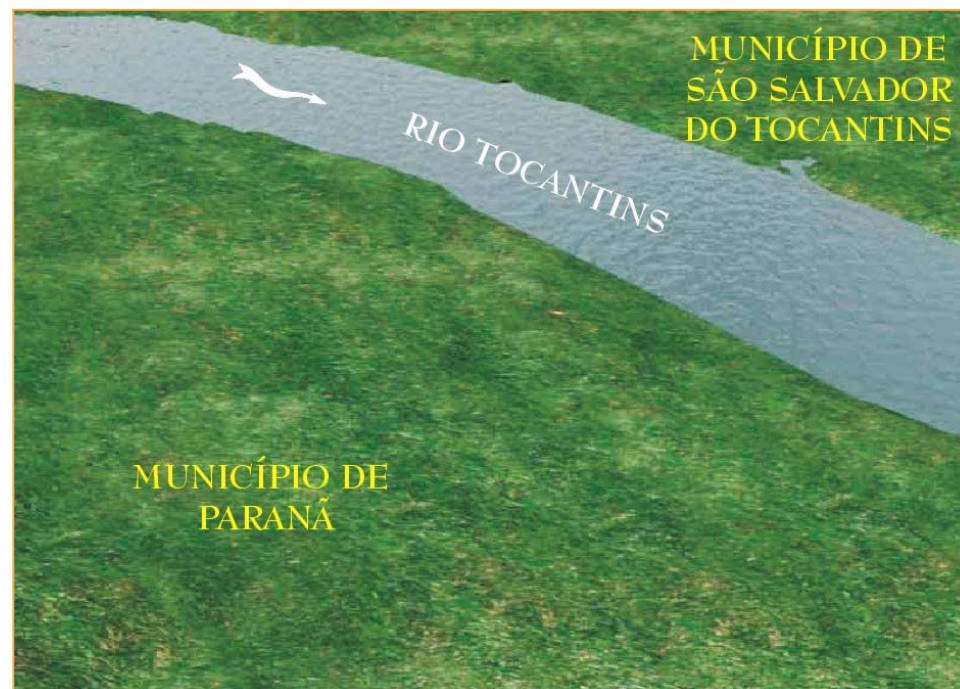 MUNICÍPIO DE
SÃO SALVADOR
DO TOCANTINS
RIO TOCANTINS
MUNICÍPIO DE
PARANÃ